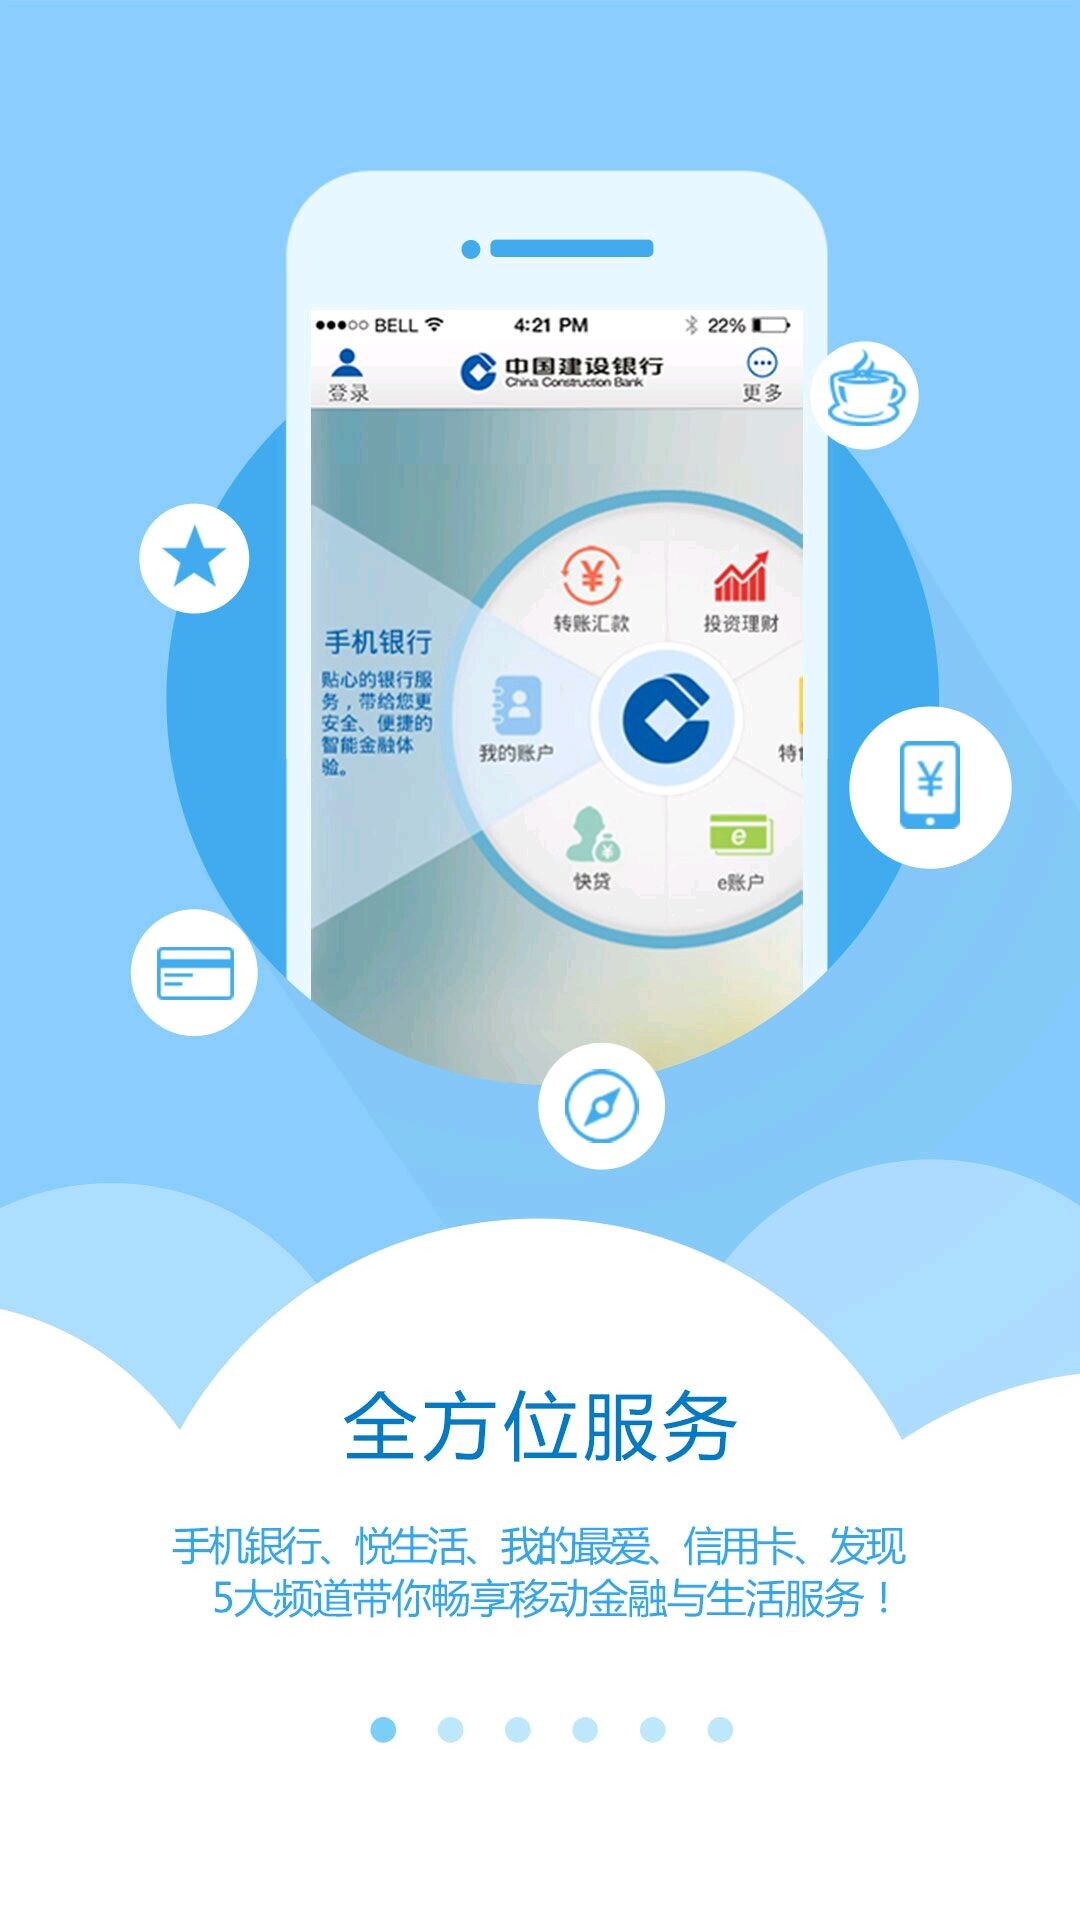 BELL 4:21 PM 22%
登录 中国建设银行 更多
China Construction Bank
转账汇款 投资理财
手机银行
贴心的银行服
务，带给您更
安全、便捷的
智能金融体
验。
我的账户 特
快贷 e账户
全方位服务
手机银行、悦生活、我的最爱、信用卡、发现
5大频道带你畅享移动金融与生活服务！